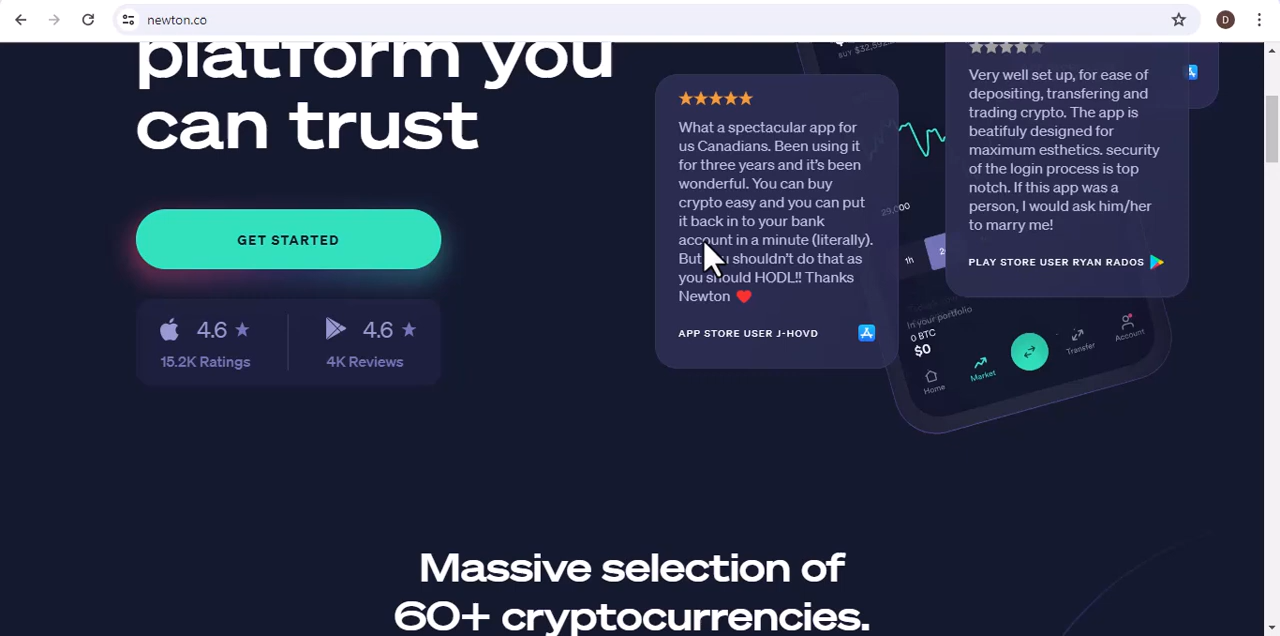 newton.co
D
platform you
can trust
GET STARTED
4.6
15.2K Ratings
4.6
4K Reviews
What a spectacular app for
us Canadians. Been using it
for three years and it's been
wonderful. You can buy
crypto easy and you can put
it back in to your bank
account in a minute (literally).
But you shouldn't do that as
you should HODL!! Thanks
Newton ❤️
APP STORE USER J-HOVD
Very well set up, for ease of
depositing, transfering and
trading crypto. The app is
beatifuly designed for
maximum esthetics. security
of the login process is top
notch. If this app was a
person, I would ask him/her
to marry me!
PLAY STORE USER RYAN RADOS
29,000
1h
In your portfolio
0 BTC
$0
Home
Market
Transfer
Account
Massive selection of
60+ cryptocurrencies.